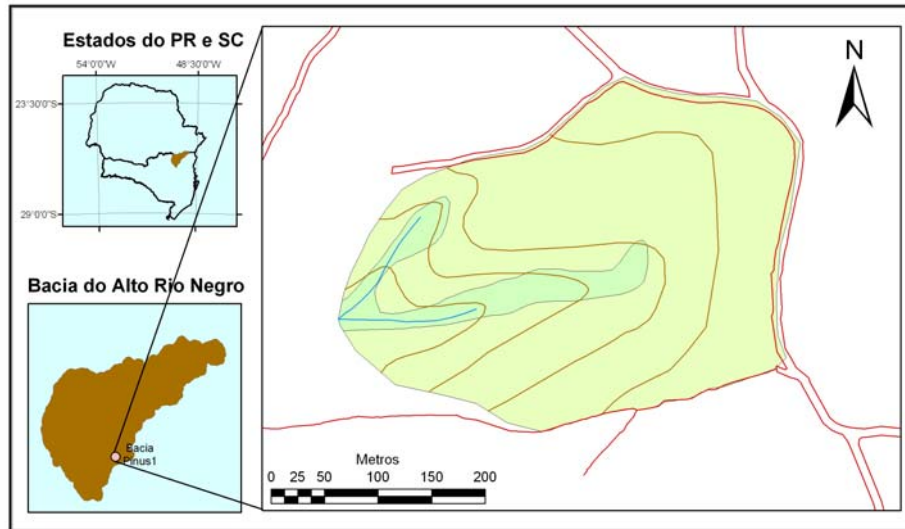 Estados do PR e SC
54°0'0"W 48°30'0"W
23°30'0"S
29°0'0"S
Bacia do Alto Rio Negro
Bacia
Pinus1
N
Metros
0 25 50 100 150 200